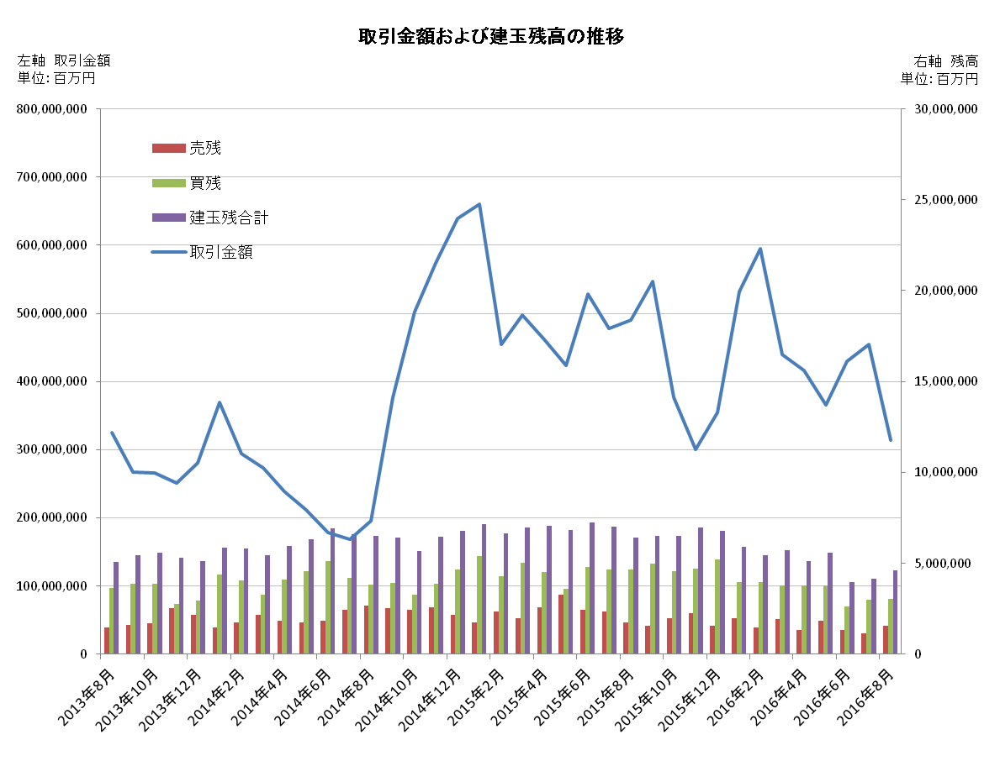 取引金額および建玉残高の推移
左軸 取引金額
単位：百万円
右軸 残高
単位：百万円
800,000,000
700,000,000
600,000,000
500,000,000
400,000,000
300,000,000
200,000,000
100,000,000
0
売残
買残
建玉残合計
取引金額
30,000,000
25,000,000
20,000,000
15,000,000
10,000,000
5,000,000
0
2013年8月
2013年10月
2013年12月
2014年2月
2014年4月
2014年6月
2014年8月
2014年10月
2014年12月
2015年2月
2015年4月
2015年6月
2015年8月
2015年10月
2015年12月
2016年2月
2016年4月
2016年6月
2016年8月